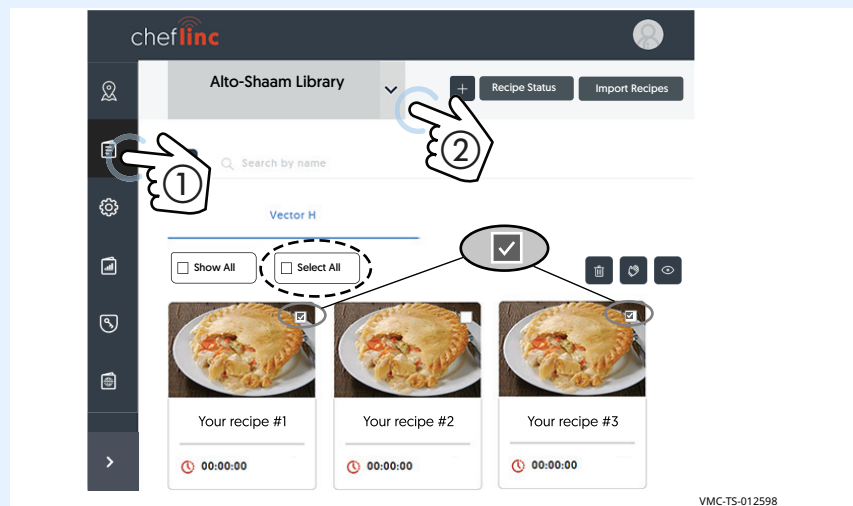 cheflinc
Alto-Shaam Library
+ Recipe Status Import Recipes
1
2
Search by name
Vector H
Show All Select All
Your recipe #1 Your recipe #2 Your recipe #3
00:00:00 00:00:00 00:00:00
VMC-TS-012598